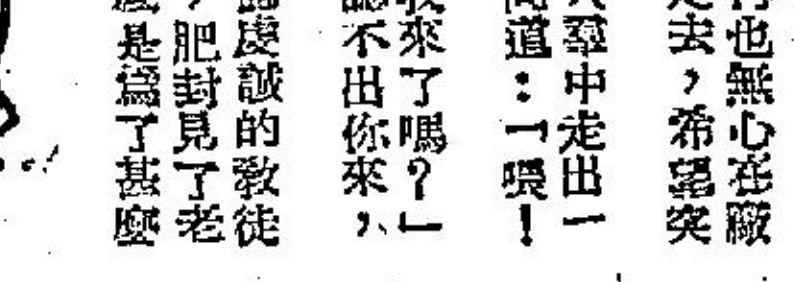 也無心在廠
去，希望突
羣中走出一
道：「喂！
來了嗎？」
不出你來，
虔誠的教徒
，肥封見了老
是爲了甚麼